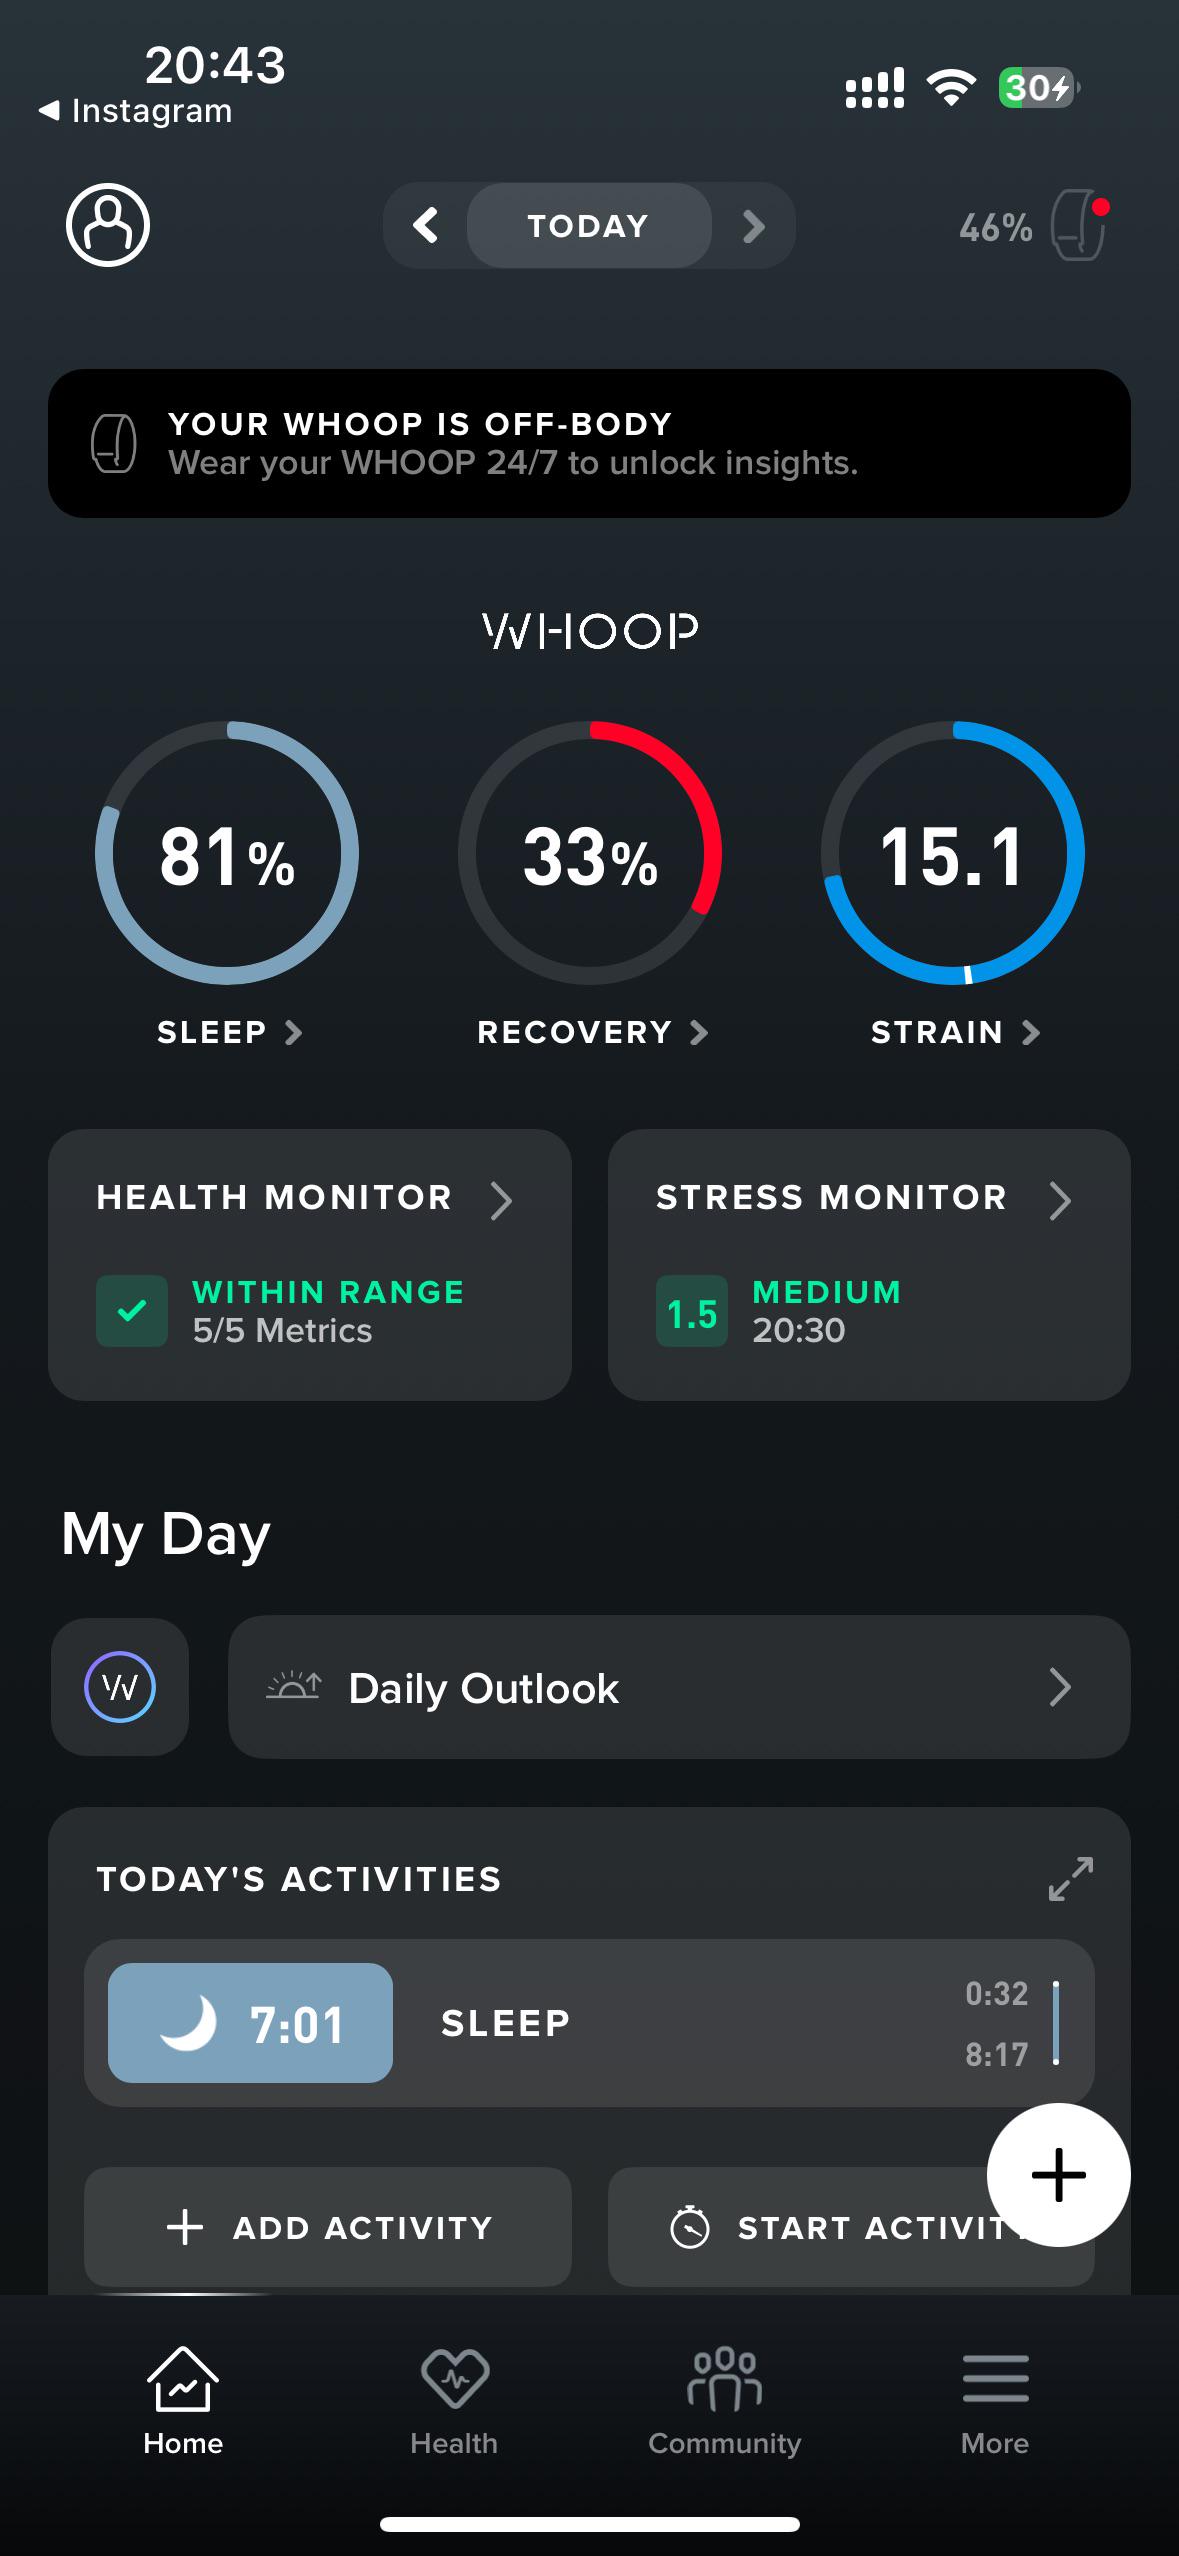 20:43
Instagram
30
TODAY
46%
YOUR WHOOP IS OFF-BODY
Wear your WHOOP 24/7 to unlock insights.
WHOOP
81%
33%
15.1
SLEEP
RECOVERY
STRAIN
HEALTH MONITOR
STRESS MONITOR
WITHIN RANGE
5/5 Metrics
1.5
MEDIUM
20:30
My Day
W
Daily Outlook
TODAY'S ACTIVITIES
7:01
SLEEP
0:32
8:17
ADD ACTIVITY
START ACTIVITY
Home
Health
Community
More